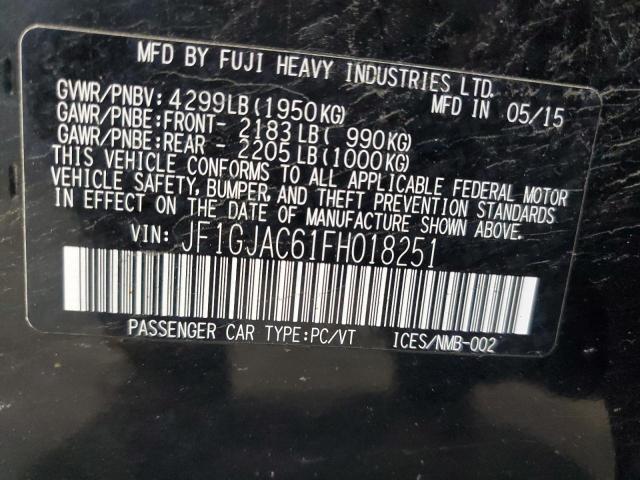 MFD BY FUJI HEAVY INDUSTRIES LTD.
GVWR/PNBV: 4299LB(1950KG) MFD IN 05/15
GAWR/PNBE:FRONT- 2183LB( 990KG)
GAWR/PNBE:REAR - 2205LB(1000KG)
THIS VEHICLE CONFORMS TO ALL APPLICABLE FEDERAL MOTOR
VEHICLE SAFETY, BUMPER, AND THEFT PREVENTION STANDARDS
IN EFFECT ON THE DATE OF MANUFACTURE SHOWN ABOVE.
VIN: JF1GJAC61FH018251
PASSENGER CAR TYPE:PC/VT ICES/NMB-002